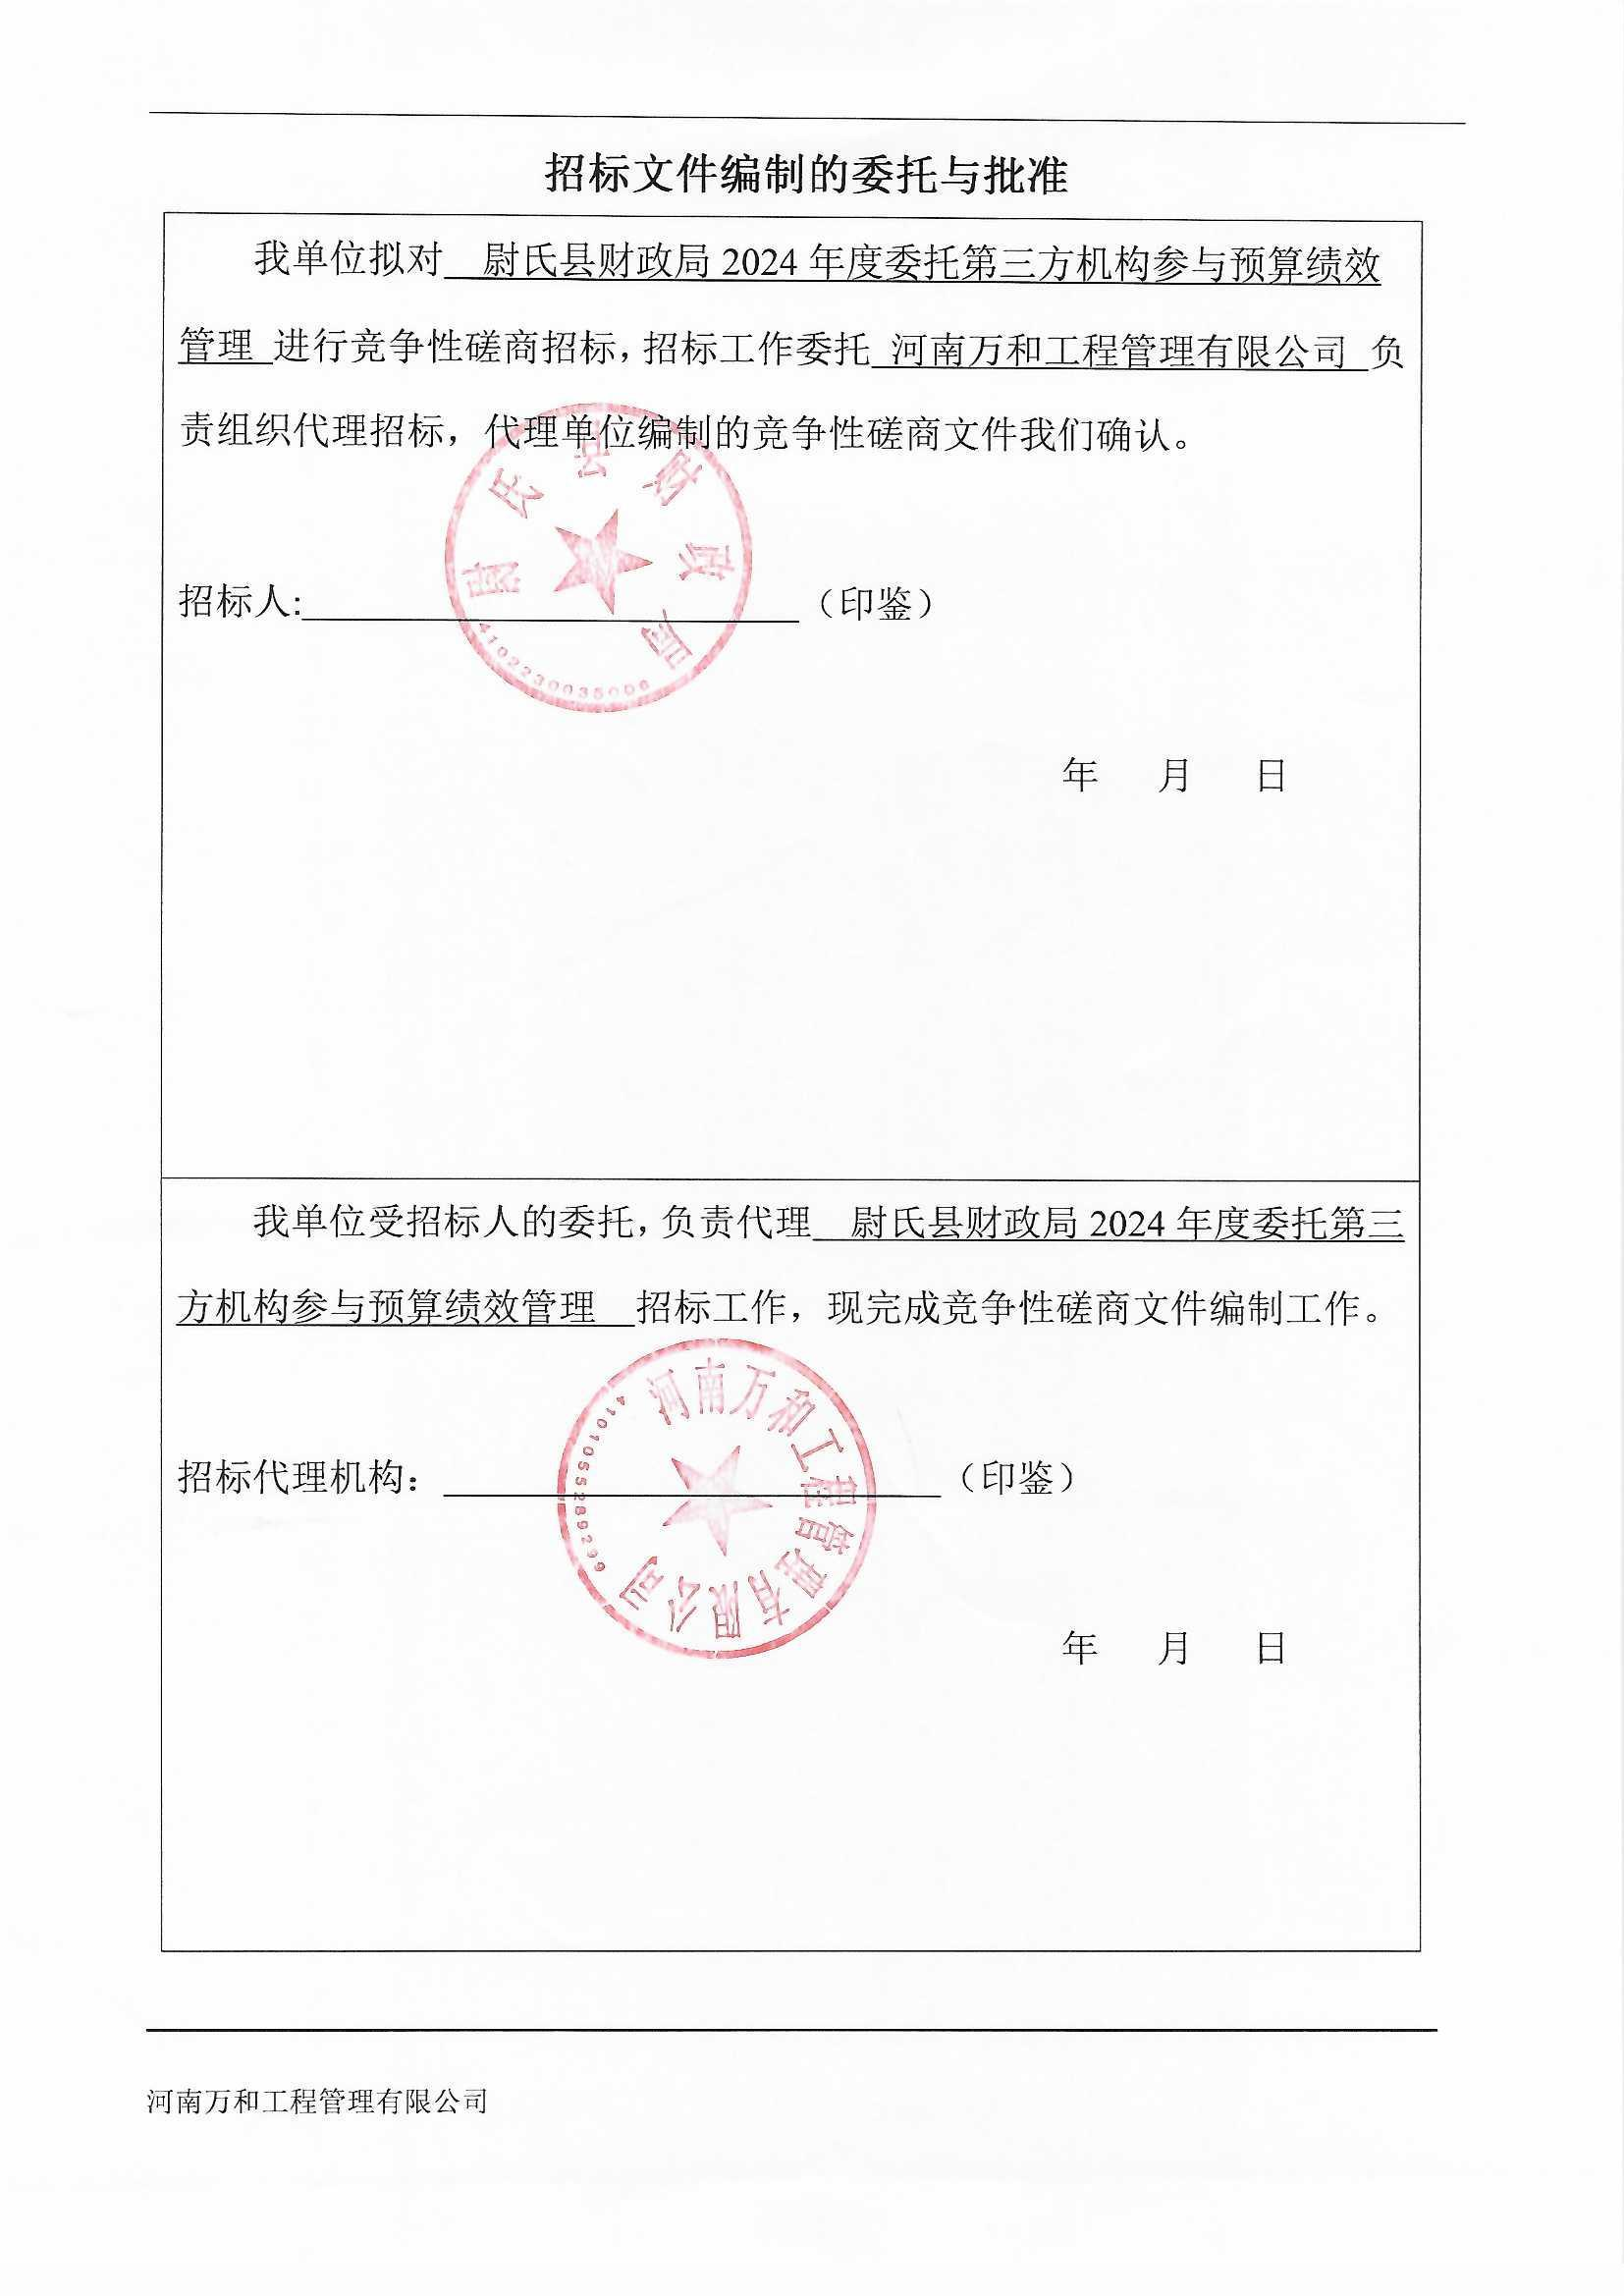 招标文件编制的委托与批准
我单位拟对 尉氏县财政局 2024 年度委托第三方机构参与预算绩效
管理 进行竞争性磋商招标，招标工作委托 河南万和工程管理有限公司 负
责组织代理招标，代理单位编制的竞争性磋商文件我们确认。
尉氏县财政局
招标人:（印鉴）
4102230035006
年 月 日
我单位受招标人的委托，负责代理 尉氏县财政局 2024 年度委托第三
方机构参与预算绩效管理 招标工作，现完成竞争性磋商文件编制工作。
河南万和工程管理有限公司
招标代理机构：（印鉴）
年 月 日
河南万和工程管理有限公司